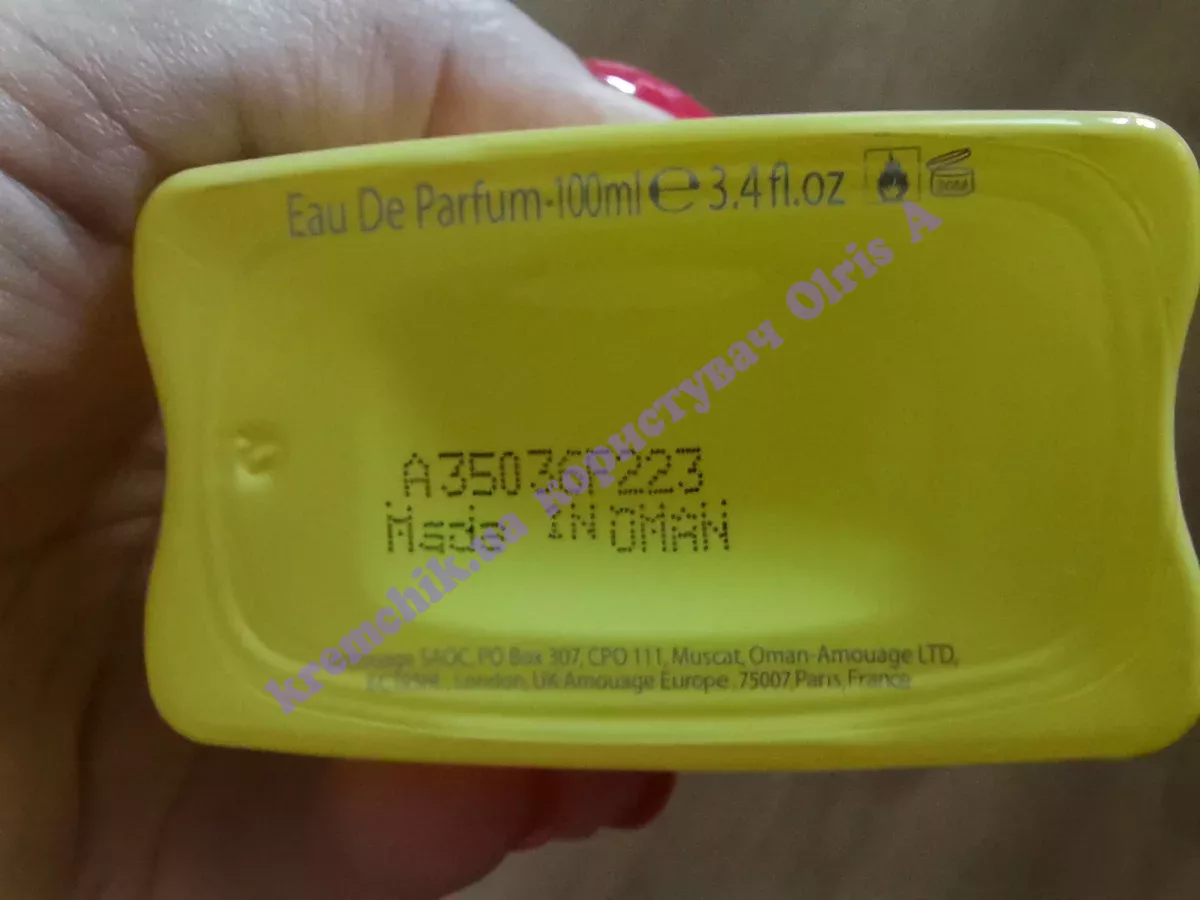 Eau De Parfum·100ml ℮ 3.4 fl.oz
A35036P223
Made IN OMAN
SAOC, PO Box 307, CPO 111, Muscat, Oman-Amouage LTD,
London, UK Amouage Europe, 75007, Paris, France
kremchik.ua користувач Olris A